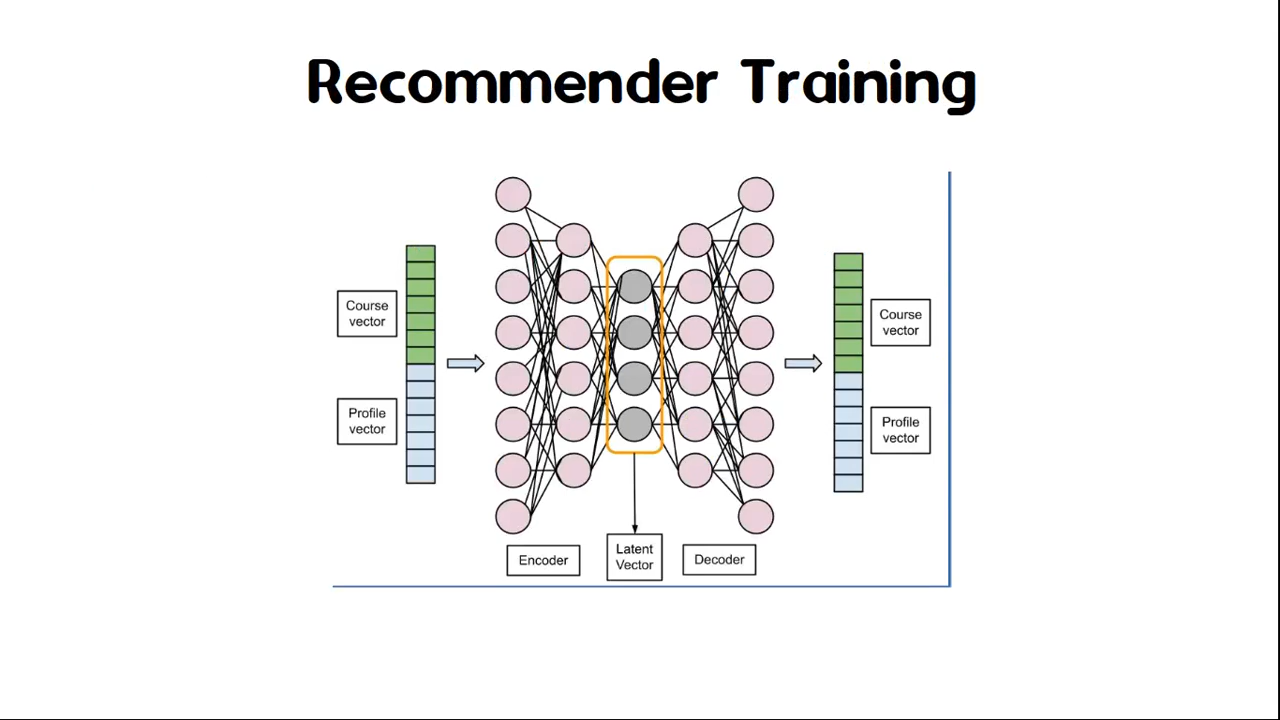 Recommender Training
Course
vector
Profile
vector
Encoder
Latent
Vector
Decoder
Course
vector
Profile
vector